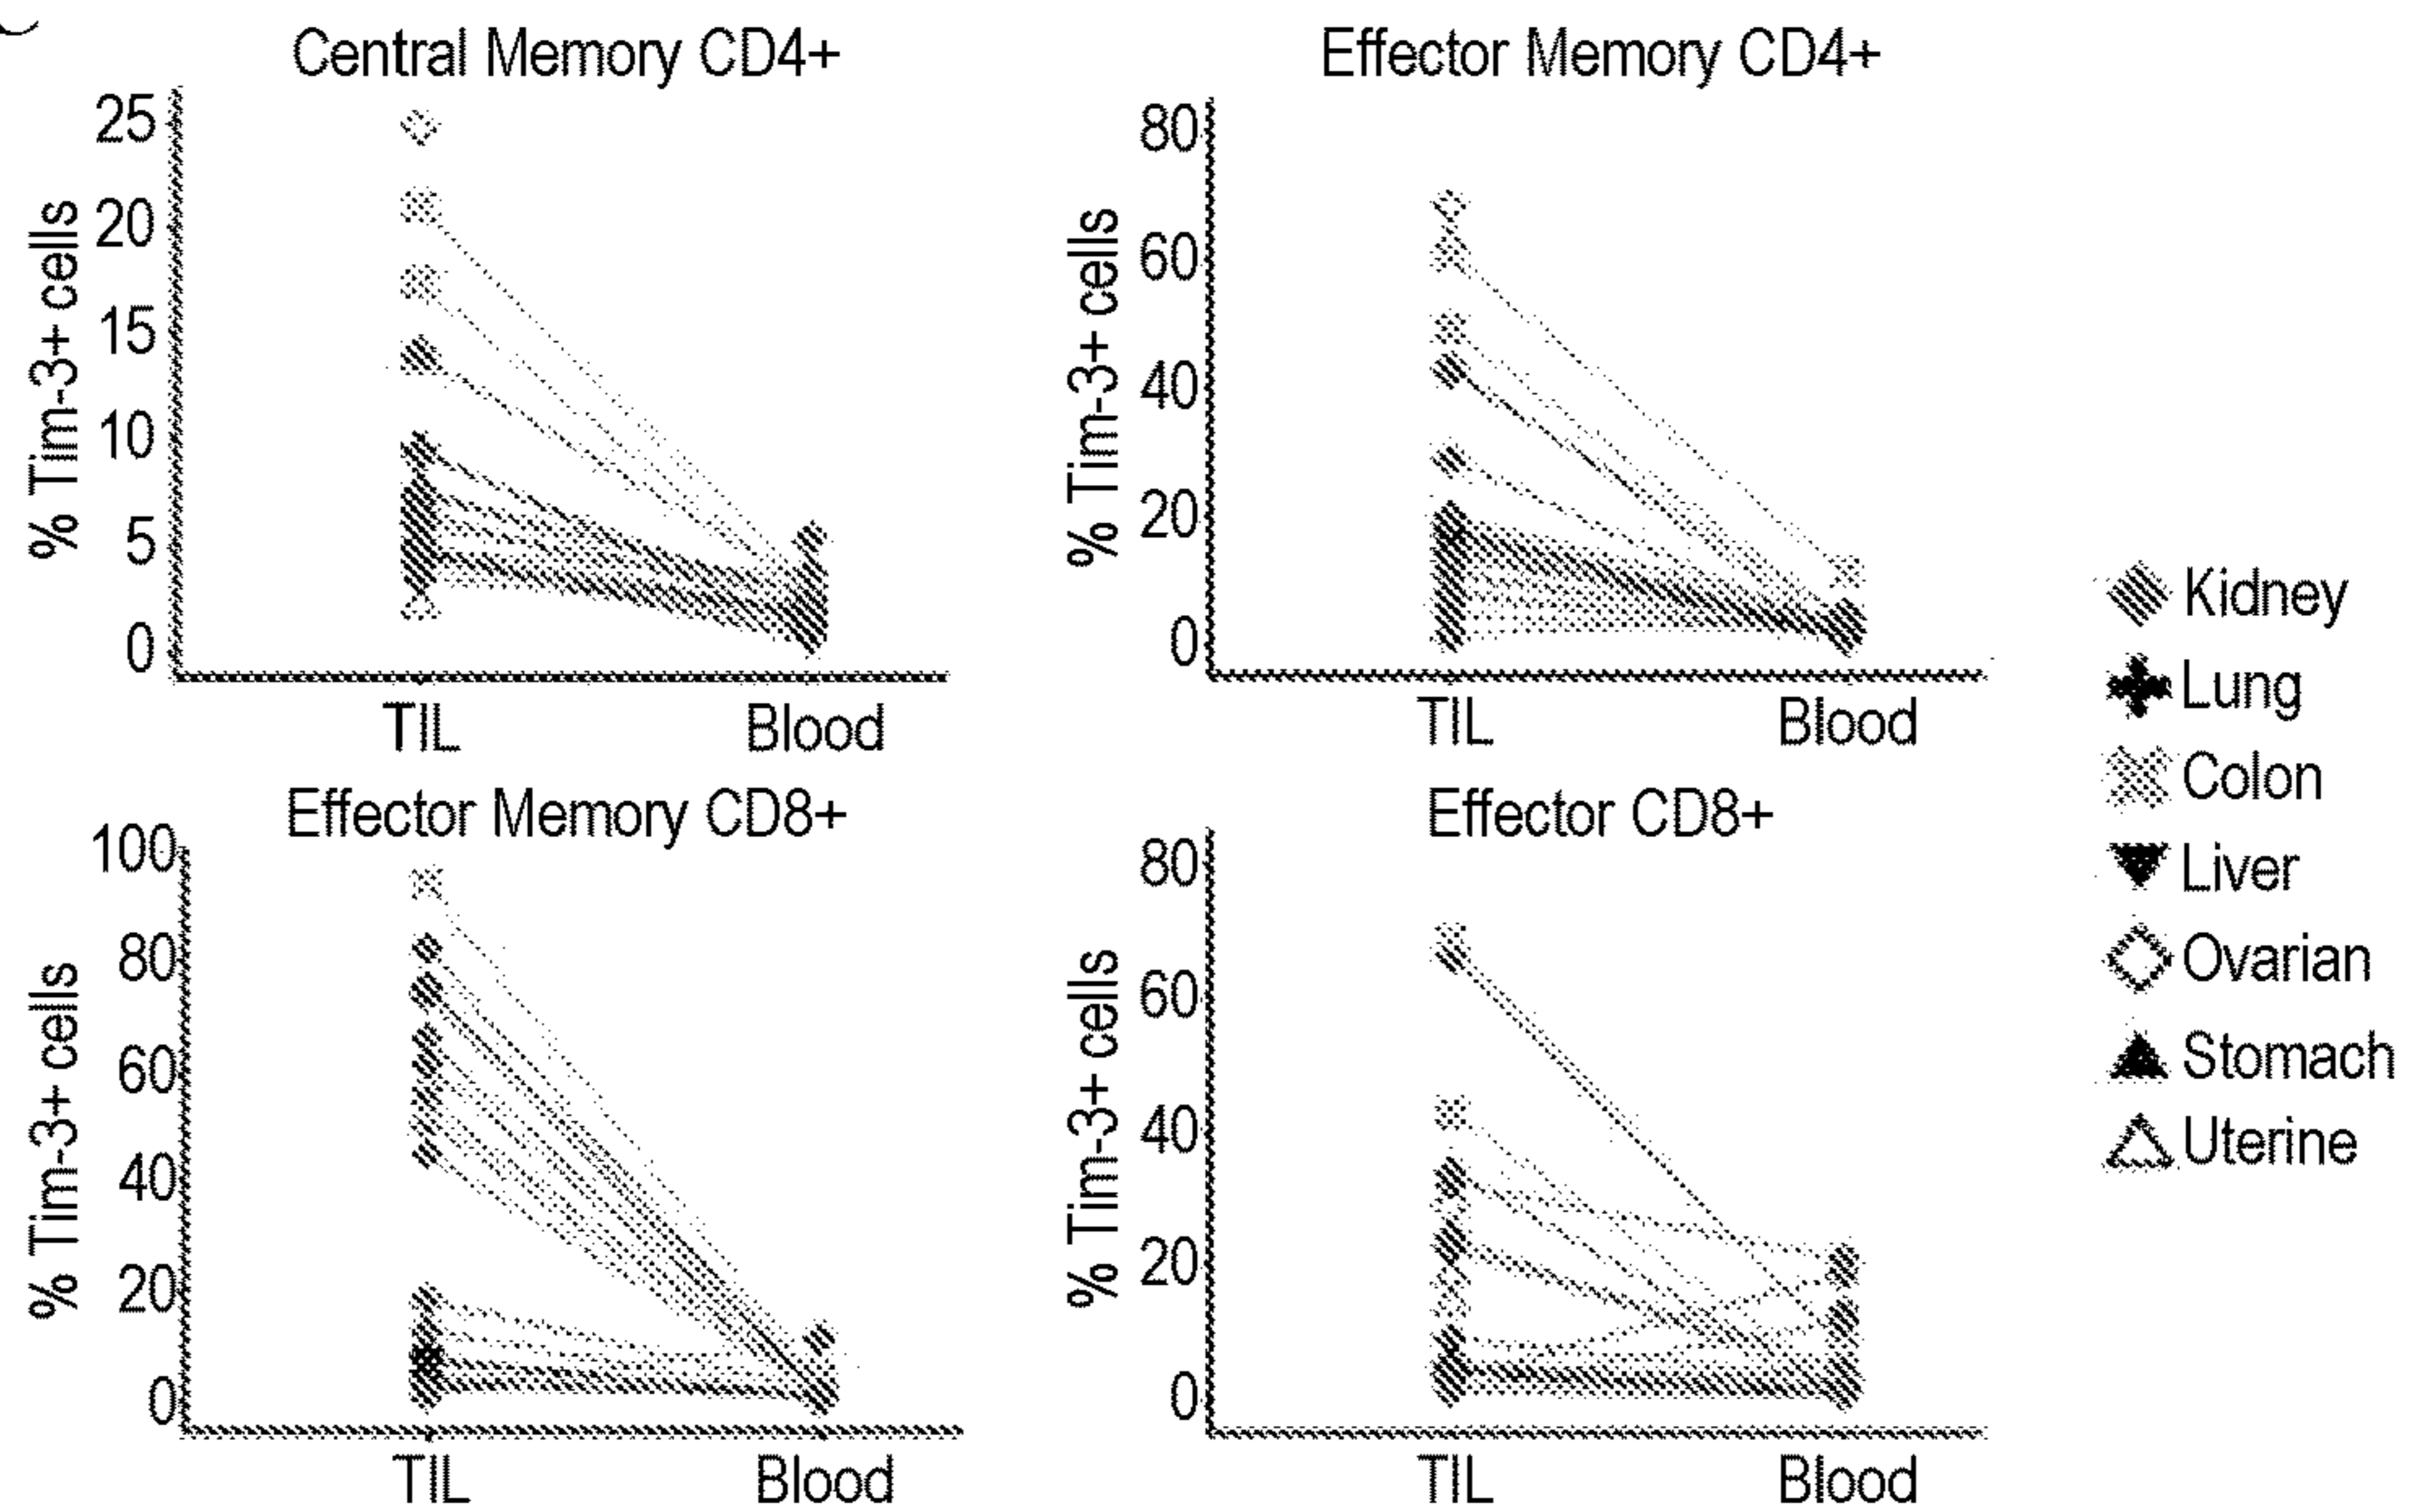 Central Memory CD4+
% Tim-3+ cells
25
20
15
10
5
0
TIL Blood
Effector Memory CD4+
% Tim-3+ cells
80
60
40
20
0
TIL Blood
Effector Memory CD8+
% Tim-3+ cells
100
80
60
40
20
0
TIL Blood
Effector CD8+
% Tim-3+ cells
80
60
40
20
0
TIL Blood
Kidney
Lung
Colon
Liver
Ovarian
Stomach
Uterine